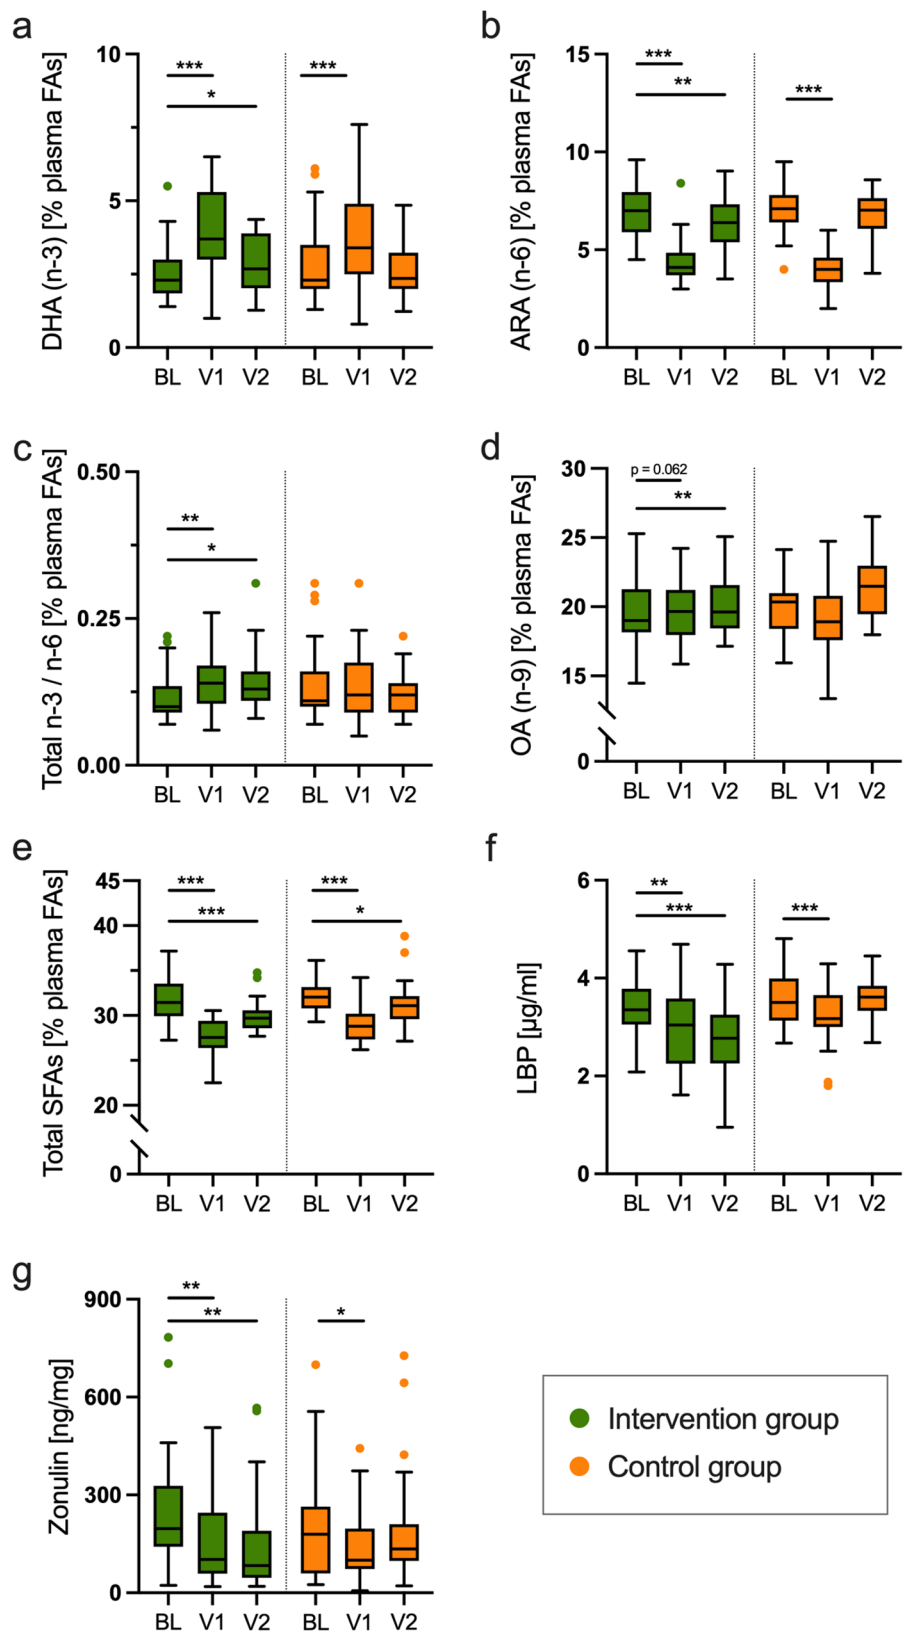 a
DHA (n-3) [% plasma FAs]
10
5
0
***
*
***
BL V1 V2 BL V1 V2
b
ARA (n-6) [% plasma FAs]
15
10
5
0
***
**
***
BL V1 V2 BL V1 V2
c
Total n-3 / n-6 [% plasma FAs]
0.50
0.25
0.00
**
*
BL V1 V2 BL V1 V2
d
OA (n-9) [% plasma FAs]
30
25
20
15
0
p = 0.062
**
BL V1 V2 BL V1 V2
e
Total SFAs [% plasma FAs]
45
40
30
20
0
***
***
***
*
BL V1 V2 BL V1 V2
f
LBP [µg/ml]
6
4
2
0
**
***
***
BL V1 V2 BL V1 V2
g
Zonulin [ng/mg]
900
600
300
0
**
**
*
BL V1 V2 BL V1 V2
Intervention group
Control group